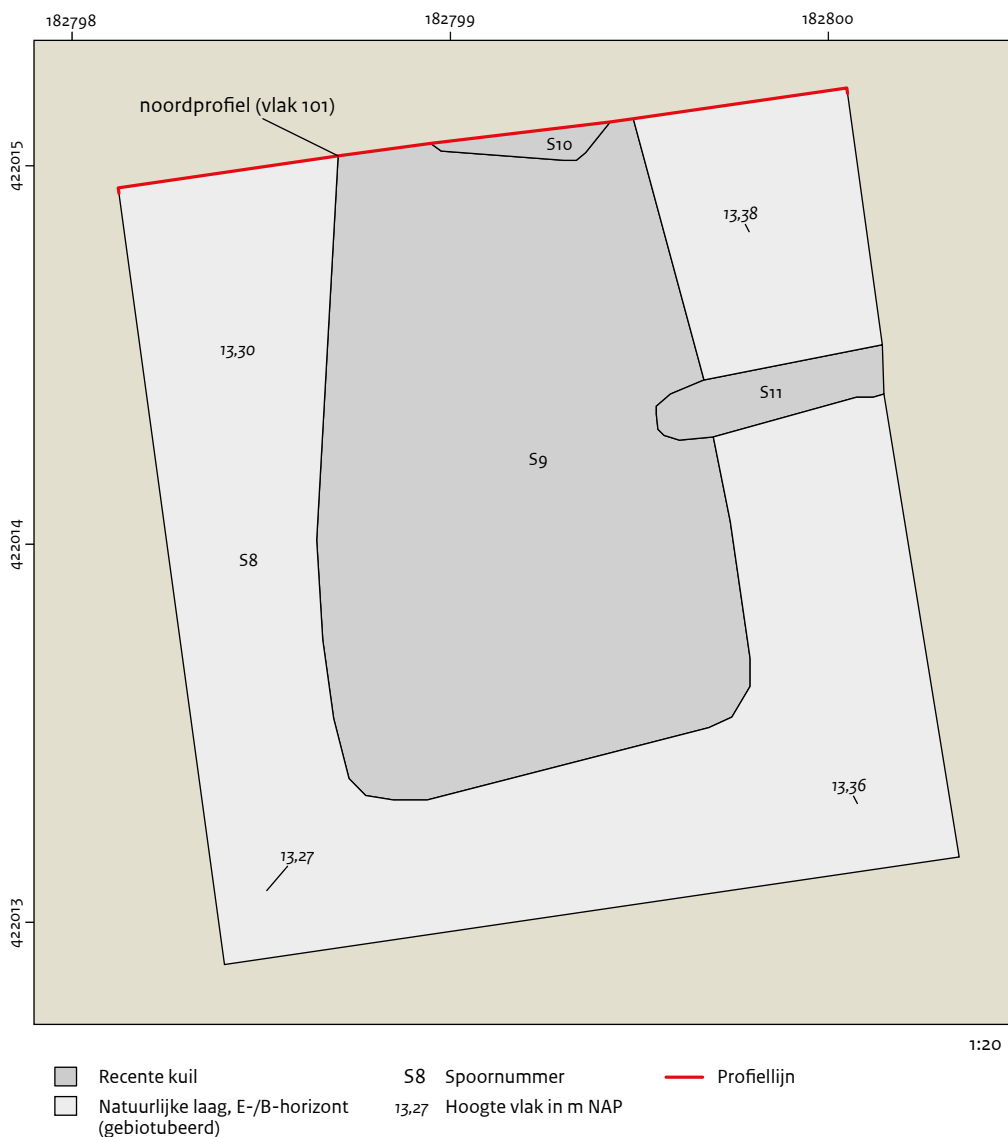 182798 182799 182800
noordprofiel (vlak 101)
S10
422015
13,38
13,30
S11
S9
422014
S8
13,36
13,27
422013
1:20
Recente kuil
S8 Spoornummer
Profiellijn
Natuurlijke laag, E-/B-horizont
(gebiotubeerd)
13,27 Hoogte vlak in m NAP